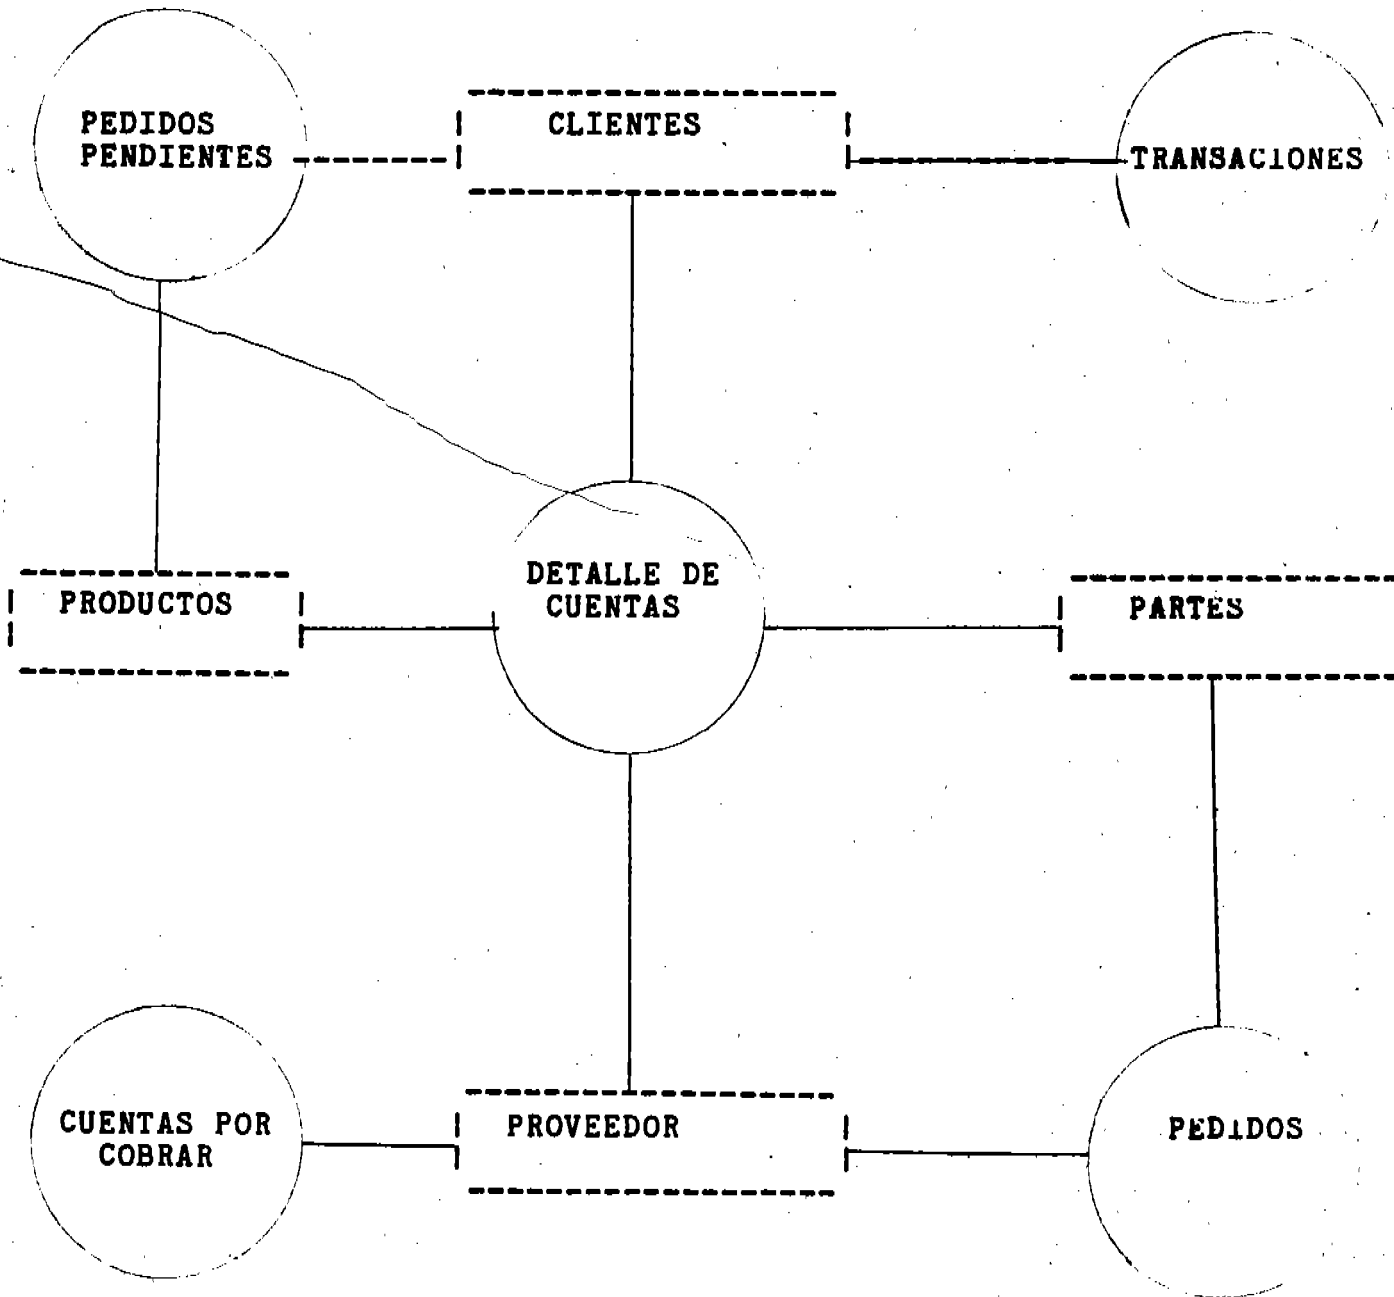 PEDIDOS
PENDIENTES
CLIENTES
TRANSACIONES
DETALLE DE
CUENTAS
PRODUCTOS
PARTES
CUENTAS POR
COBRAR
PROVEEDOR
PEDIDOS